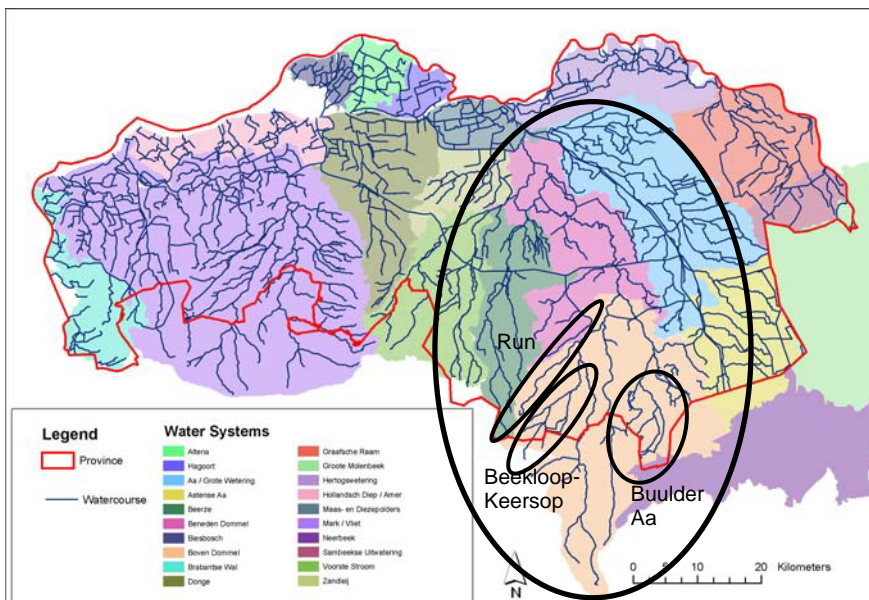 Run
Beekloop-
Keersop
Buulder
Aa
Legend
Province
Watercourse
Water Systems
Altena
Hagoort
Aa / Grote Wetering
Astense Aa
Beerze
Beneden Dommel
Biesbosch
Boven Dommel
Brabantse Wal
Donge
Graafsche Raam
Groote Molenbeek
Hertogswetering
Hollandsch Diep / Amer
Maas- en Diezepolders
Mark / Vliet
Neerbeek
Sambeekse Uitwatering
Voorste Stroom
Zandleij
N
0 5 10 20 Kilometers